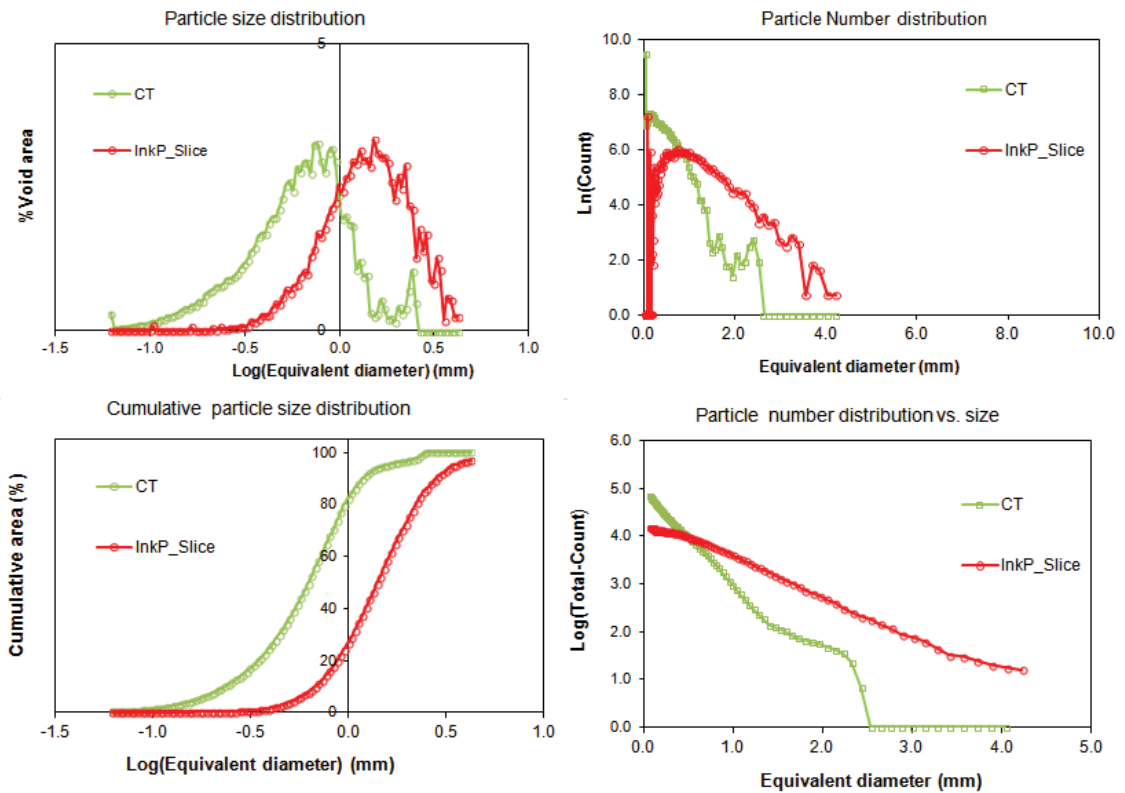 Particle size distribution
5
CT
InkP_Slice
%Void area
0
-1.5
-1.0
-0.5
0.0
0.5
1.0
Log(Equivalent diameter) (mm)
Particle Number distribution
10.0
8.0
6.0
4.0
2.0
0.0
CT
InkP_Slice
Ln(Count)
0.0
2.0
4.0
6.0
8.0
10.0
Equivalent diameter (mm)
Cumulative particle size distribution
100
80
60
40
20
0
CT
InkP_Slice
Cumulative area (%)
-1.5
-1.0
-0.5
0.0
0.5
1.0
Log(Equivalent diameter) (mm)
Particle number distribution vs. size
6.0
5.0
4.0
3.0
2.0
1.0
0.0
CT
InkP_Slice
Log(Total-Count)
0.0
1.0
2.0
3.0
4.0
5.0
Equivalent diameter (mm)